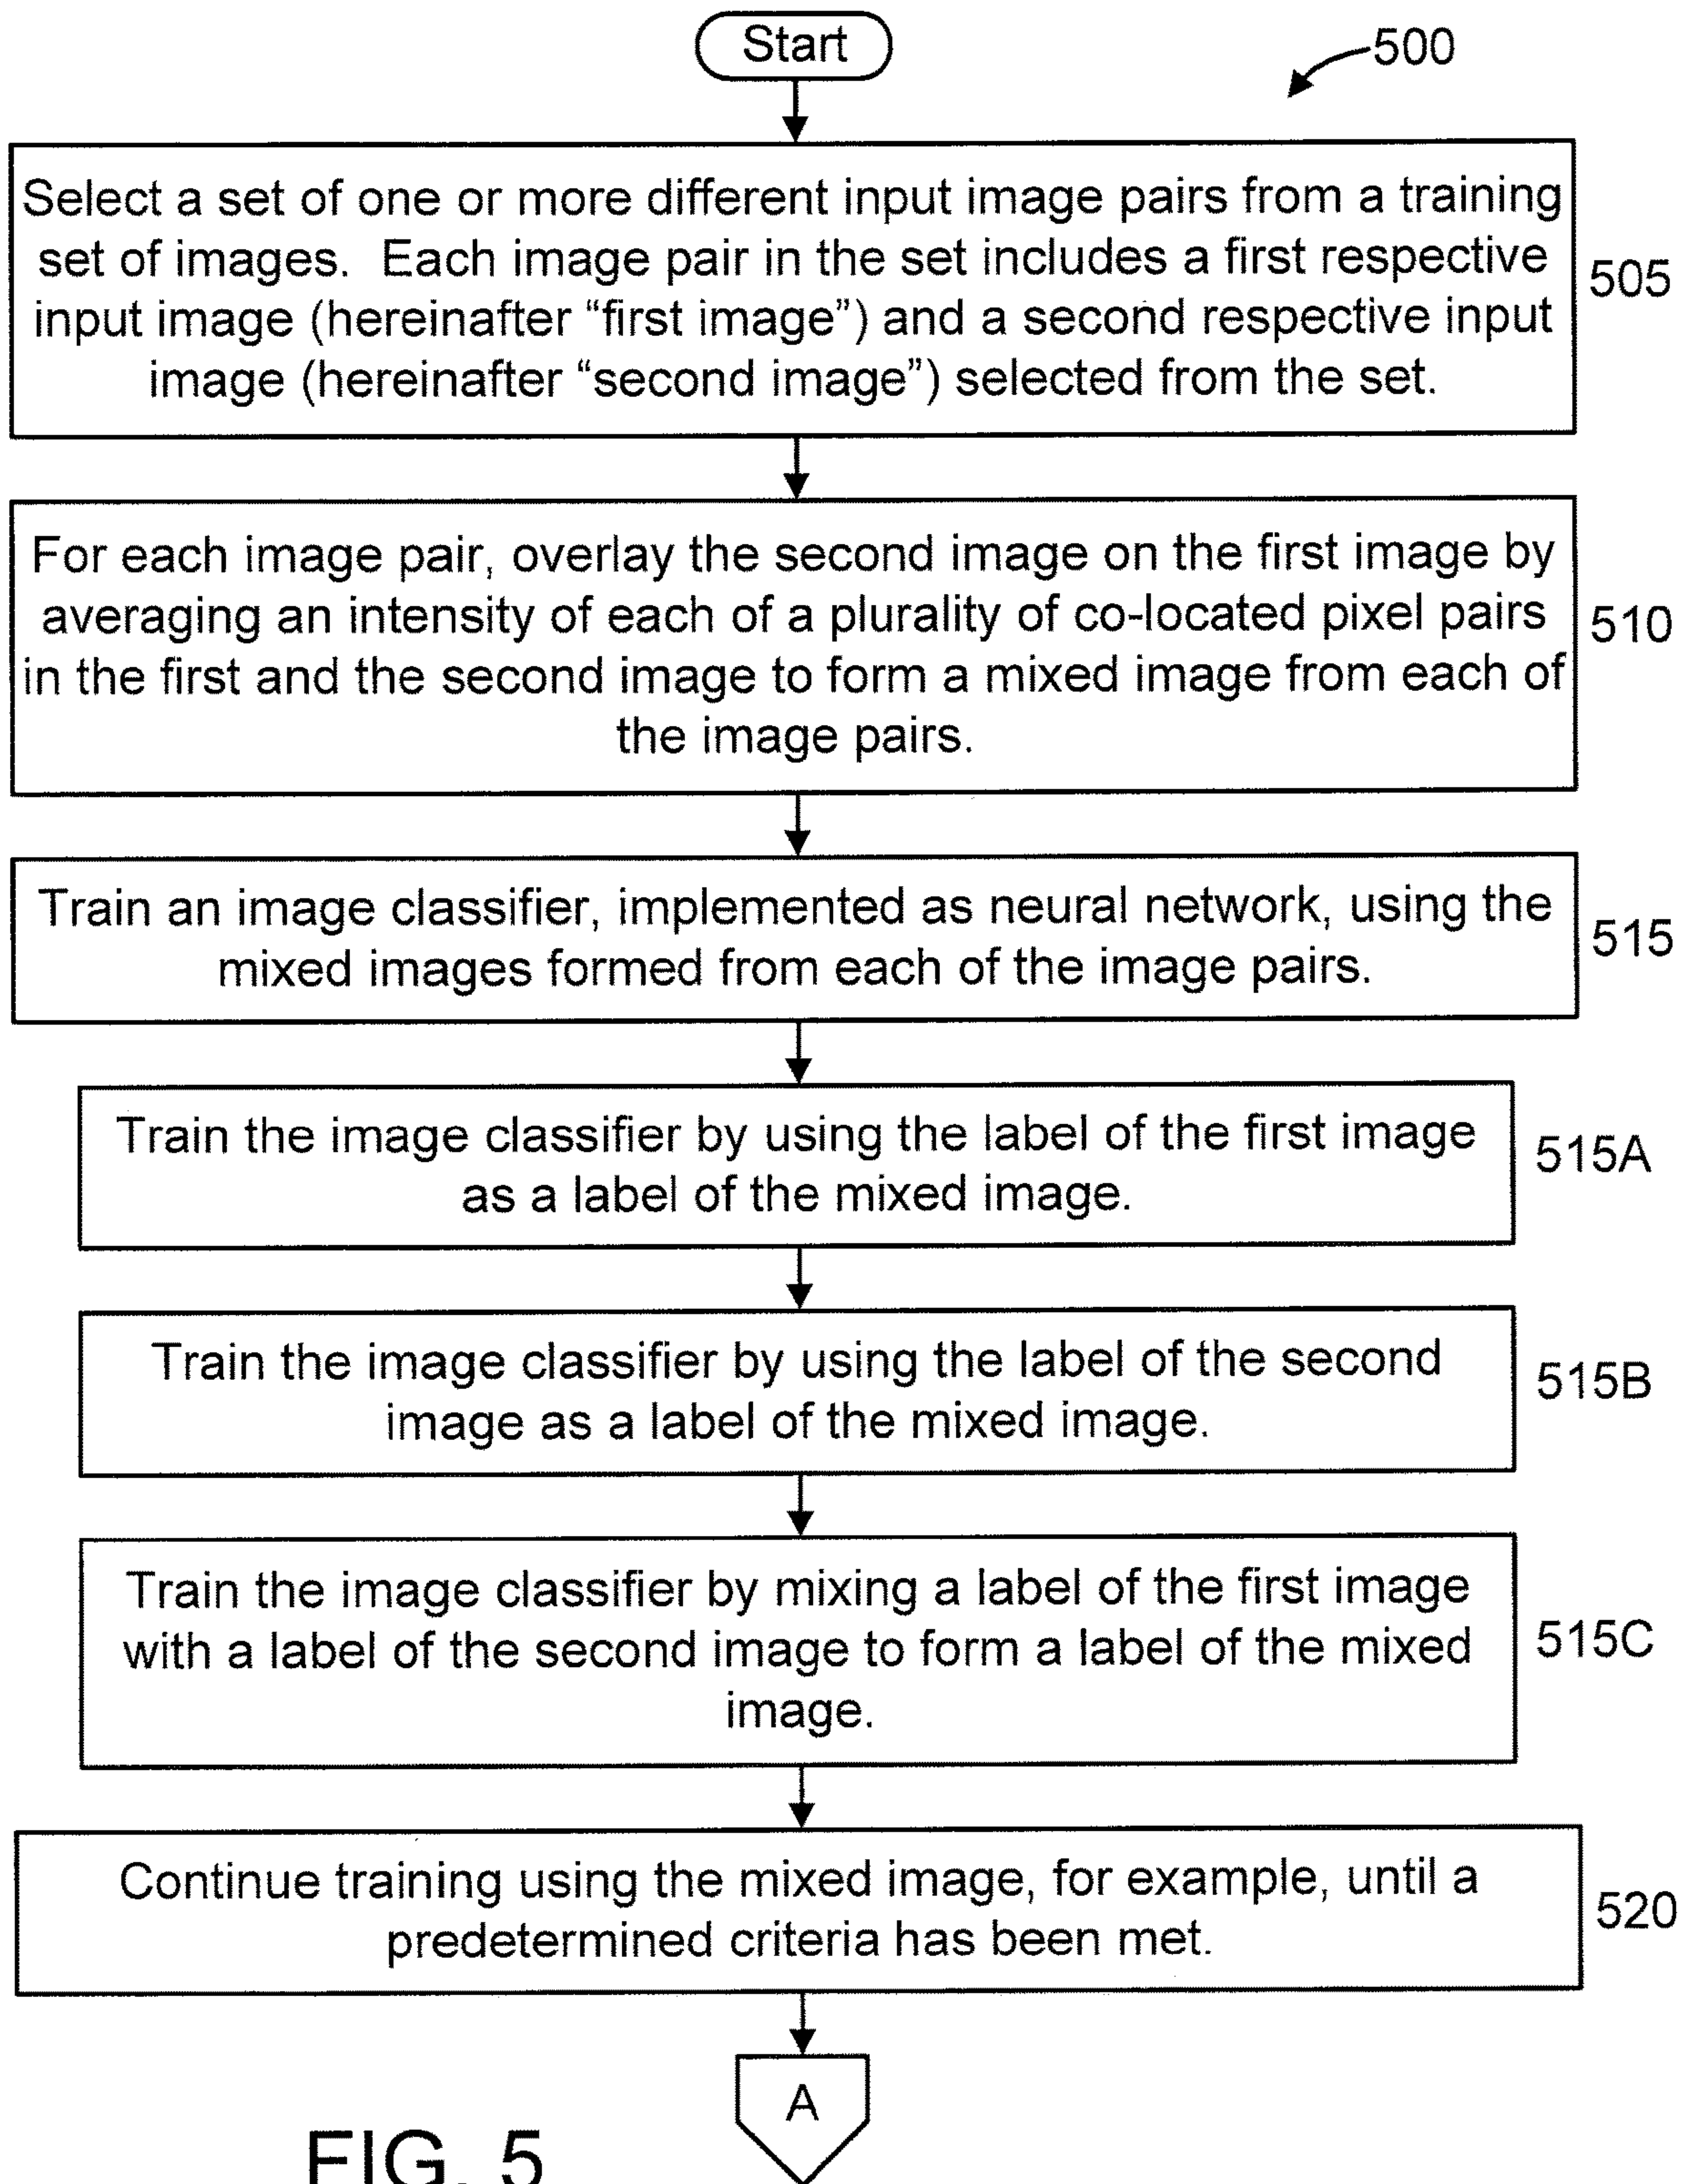 Start
500
Select a set of one or more different input image pairs from a training
set of images.  Each image pair in the set includes a first respective
input image (hereinafter “first image”) and a second respective input
image (hereinafter “second image”) selected from the set.
505
For each image pair, overlay the second image on the first image by
averaging an intensity of each of a plurality of co-located pixel pairs
in the first and the second image to form a mixed image from each of
the image pairs.
510
Train an image classifier, implemented as neural network, using the
mixed images formed from each of the image pairs.
515
Train the image classifier by using the label of the first image
as a label of the mixed image.
515A
Train the image classifier by using the label of the second
image as a label of the mixed image.
515B
Train the image classifier by mixing a label of the first image
with a label of the second image to form a label of the mixed
image.
515C
Continue training using the mixed image, for example, until a
predetermined criteria has been met.
520
A
FIG. 5